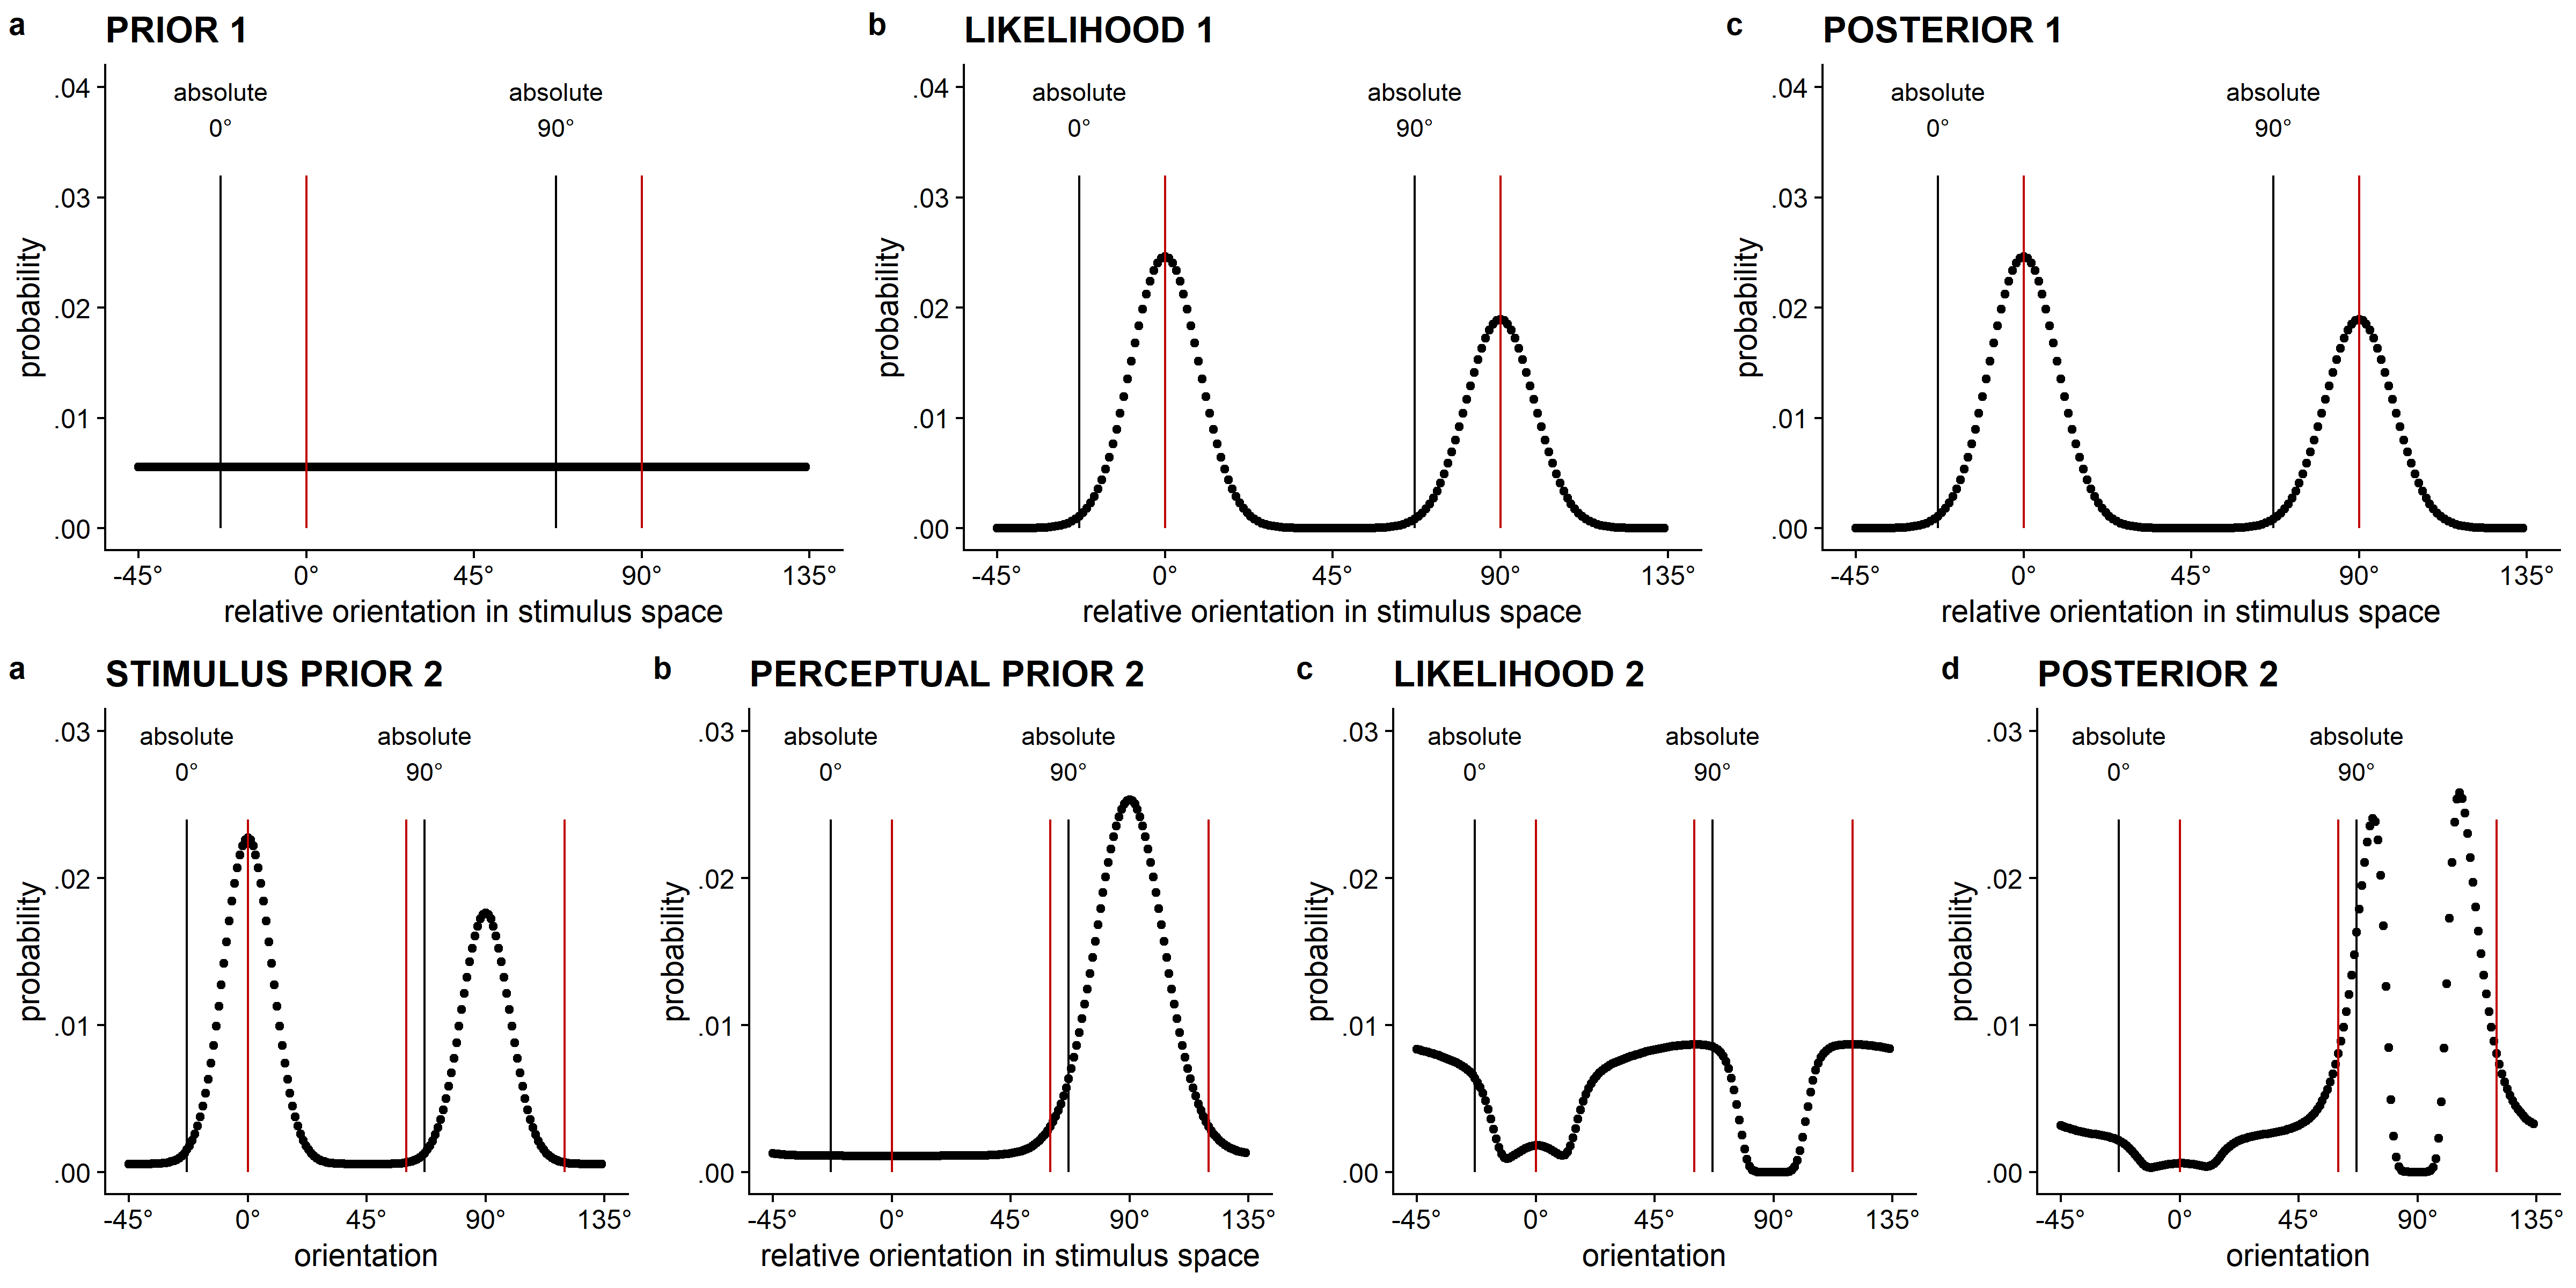 a PRIOR 1
absolute absolute
0° 90°
.04
.03
.02
.01
.00
probability
-45° 0° 45° 90° 135°
relative orientation in stimulus space
b LIKELIHOOD 1
absolute absolute
0° 90°
.04
.03
.02
.01
.00
probability
-45° 0° 45° 90° 135°
relative orientation in stimulus space
c POSTERIOR 1
absolute absolute
0° 90°
.04
.03
.02
.01
.00
probability
-45° 0° 45° 90° 135°
relative orientation in stimulus space
a STIMULUS PRIOR 2
absolute absolute
0° 90°
.03
.02
.01
.00
probability
-45° 0° 45° 90° 135°
orientation
b PERCEPTUAL PRIOR 2
absolute absolute
0° 90°
.03
.02
.01
.00
probability
-45° 0° 45° 90° 135°
relative orientation in stimulus space
c LIKELIHOOD 2
absolute absolute
0° 90°
.03
.02
.01
.00
probability
-45° 0° 45° 90° 135°
orientation
d POSTERIOR 2
absolute absolute
0° 90°
.03
.02
.01
.00
probability
-45° 0° 45° 90° 135°
orientation